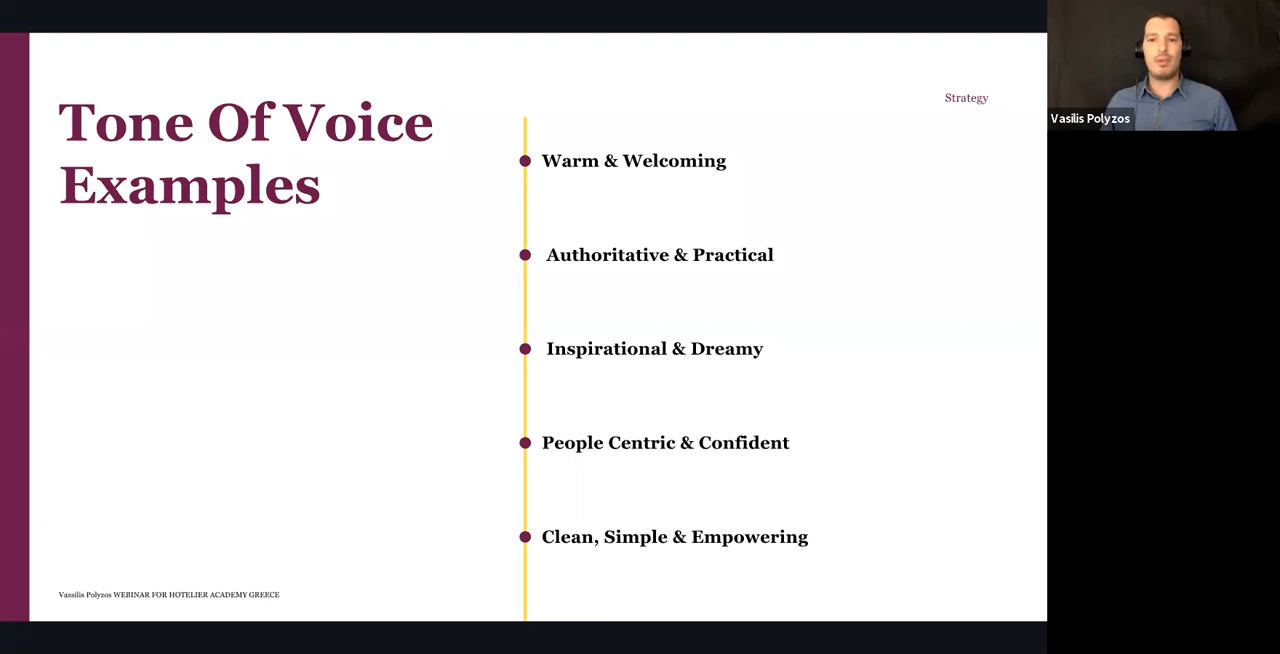 Tone Of Voice
Examples
Strategy
Warm & Welcoming
Authoritative & Practical
Inspirational & Dreamy
People Centric & Confident
Clean, Simple & Empowering
Vassilis Polyzos WEBINAR FOR HOTELIER ACADEMY GREECE
Vasilis Polyzos